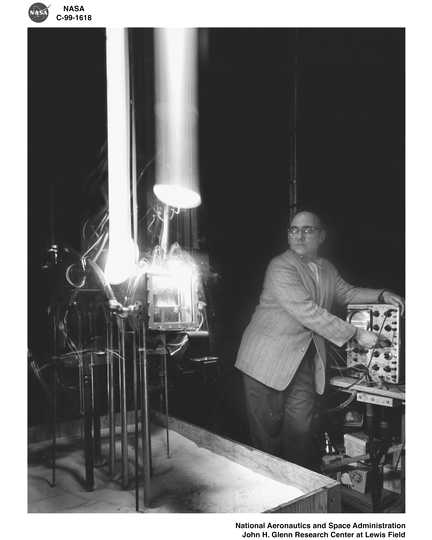 NASA
NASA
C-99-1618
National Aeronautics and Space Administration
John H. Glenn Research Center at Lewis Field